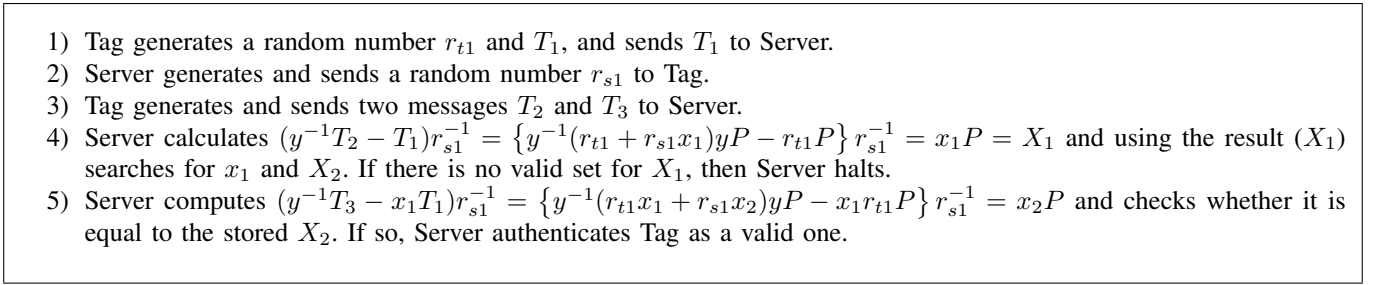 1) Tag generates a random number r_{t1} and T_1, and sends T_1 to Server.
2) Server generates and sends a random number r_{s1} to Tag.
3) Tag generates and sends two messages T_2 and T_3 to Server.
4) Server calculates (y^{-1}T_2 − T_1)r_{s1}^{-1} = {y^{-1}(r_{t1} + r_{s1}x_1)yP − r_{t1}P} r_{s1}^{-1} = x_1P = X_1 and using the result (X_1)
searches for x_1 and X_2. If there is no valid set for X_1, then Server halts.
5) Server computes (y^{-1}T_3 − x_1T_1)r_{s1}^{-1} = {y^{-1}(r_{t1}x_1 + r_{s1}x_2)yP − x_1r_{t1}P} r_{s1}^{-1} = x_2P and checks whether it is
equal to the stored X_2. If so, Server authenticates Tag as a valid one.